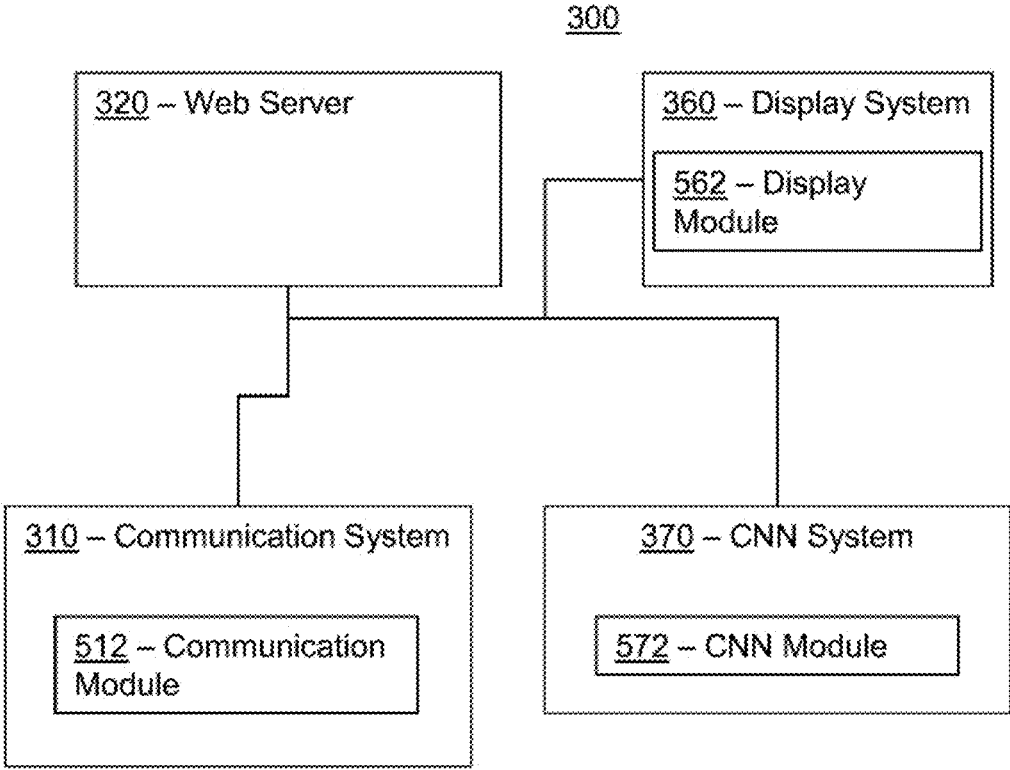 300
320 – Web Server
360 – Display System
562 – Display
Module
310 – Communication System
512 – Communication
Module
370 – CNN System
572 – CNN Module